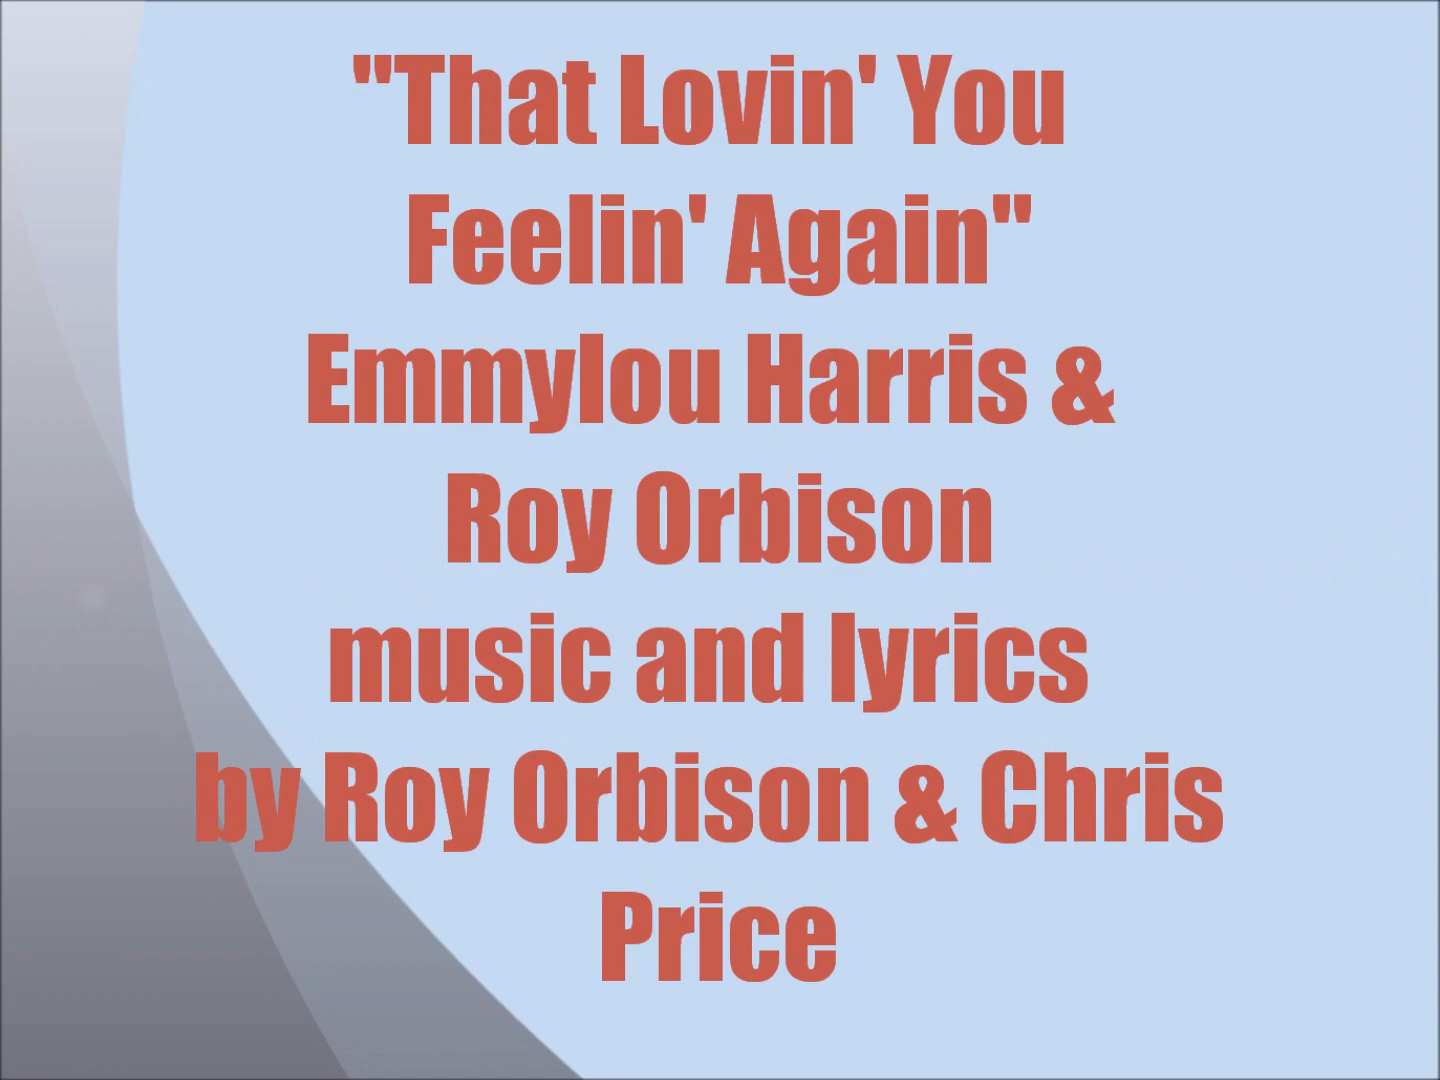 "That Lovin' You
Feelin' Again"
Emmylou Harris &
Roy Orbison
music and lyrics
by Roy Orbison & Chris
Price